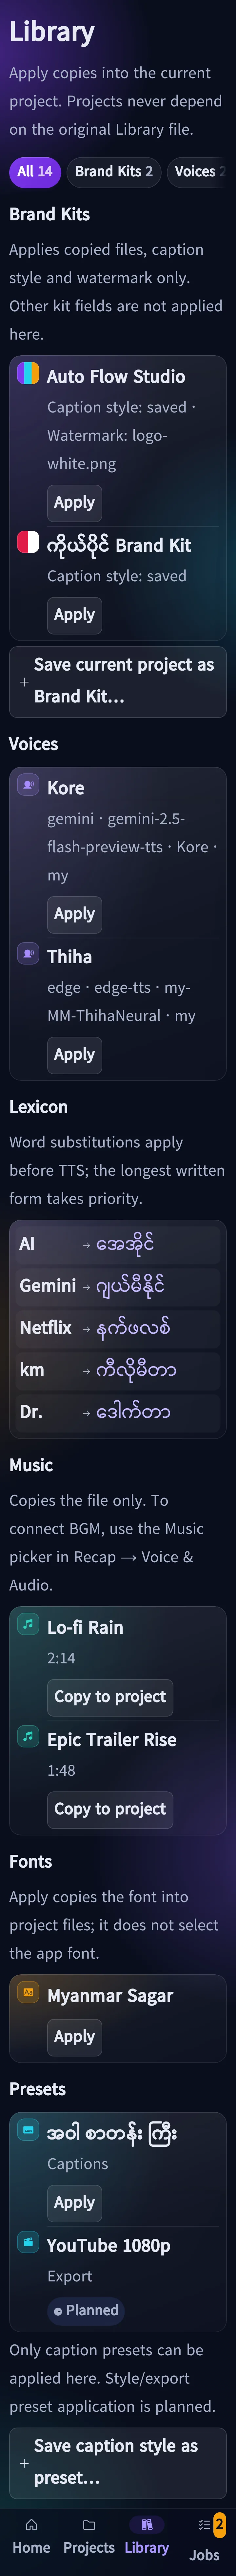 Library
Apply copies into the current
project. Projects never depend
on the original Library file.
All 14
Brand Kits 2
Voices 2
Brand Kits
Applies copied files, caption
style and watermark only.
Other kit fields are not applied
here.
Auto Flow Studio
Caption style: saved ·
Watermark: logo-
white.png
Apply
ကိုယ်ပိုင် Brand Kit
Caption style: saved
Apply
+ Save current project as
Brand Kit…
Voices
Kore
gemini · gemini-2.5-
flash-preview-tts · Kore ·
my
Apply
Thiha
edge · edge-tts · my-
MM-ThihaNeural · my
Apply
Lexicon
Word substitutions apply
before TTS; the longest written
form takes priority.
AI → အေအိုင်
Gemini → ဂျယ်မီနိုင်
Netflix → နက်ဖလစ်
km → ကီလိုမီတာ
Dr. → ဒေါက်တာ
Music
Copies the file only. To
connect BGM, use the Music
picker in Recap → Voice &
Audio.
Lo-fi Rain
2:14
Copy to project
Epic Trailer Rise
1:48
Copy to project
Fonts
Apply copies the font into
project files; it does not select
the app font.
Myanmar Sagar
Apply
Presets
အဝါ စာတန်း ကြီး
Captions
Apply
YouTube 1080p
Export
Planned
Only caption presets can be
applied here. Style/export
preset application is planned.
+ Save caption style as
preset…
Home
Projects
Library
Jobs
2